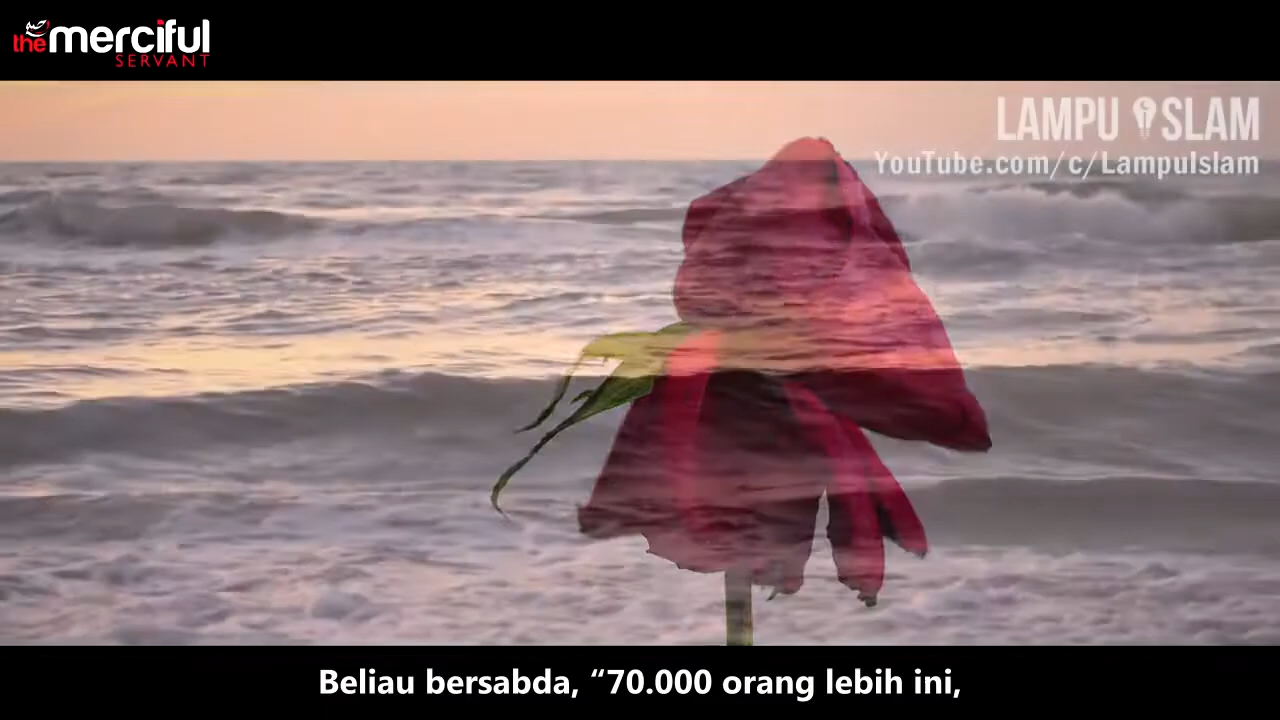 the merciful
SERVANT
LAMPU ISLAM
YouTube.com/c/LampuIslam
Beliau bersabda, “70.000 orang lebih ini,